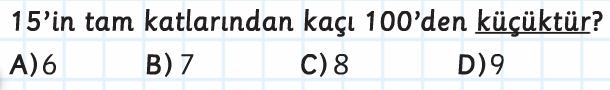 15’in tam katlarından kaçı 100’den küçüktür?
A) 6 B) 7 C) 8 D) 9